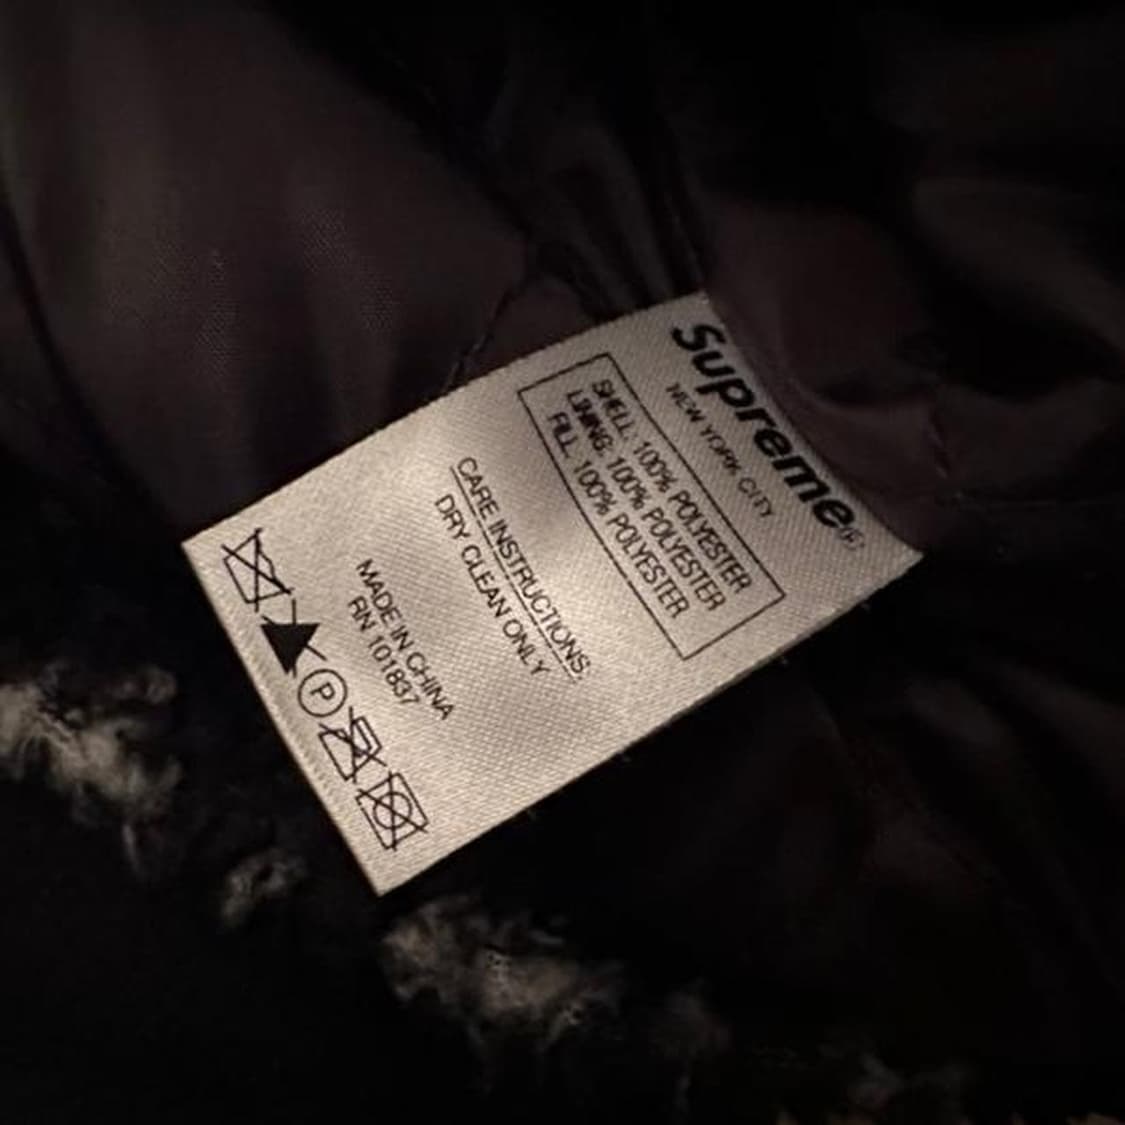 Supreme®
NEW YORK CITY
SHELL: 100% POLYESTER
LINING: 100% POLYESTER
FILL: 100% POLYESTER
CARE INSTRUCTIONS:
DRY CLEAN ONLY
MADE IN CHINA
RN 101837
P